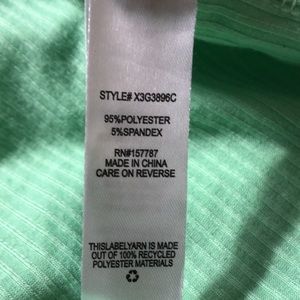 STYLE# X3G3896C
95%POLYESTER
5%SPANDEX
RN#157787
MADE IN CHINA
CARE ON REVERSE
THISLABELYARN IS MADE
OUT OF 100% RECYCLED
POLYESTER MATERIALS